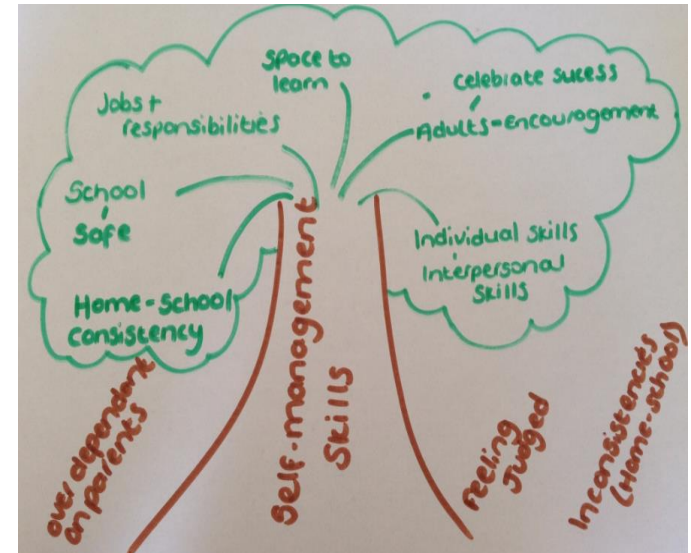 Space to
learn
celebrate sucess
Adults=Encouragement
Jobs+
responsibilities
School
safe
Home-school
consistency
Individual skills
Interpersonal
skills
Self-management
Skills
over dependant
on parents
Feeling
Judged
Inconsistencies
(Home-school)